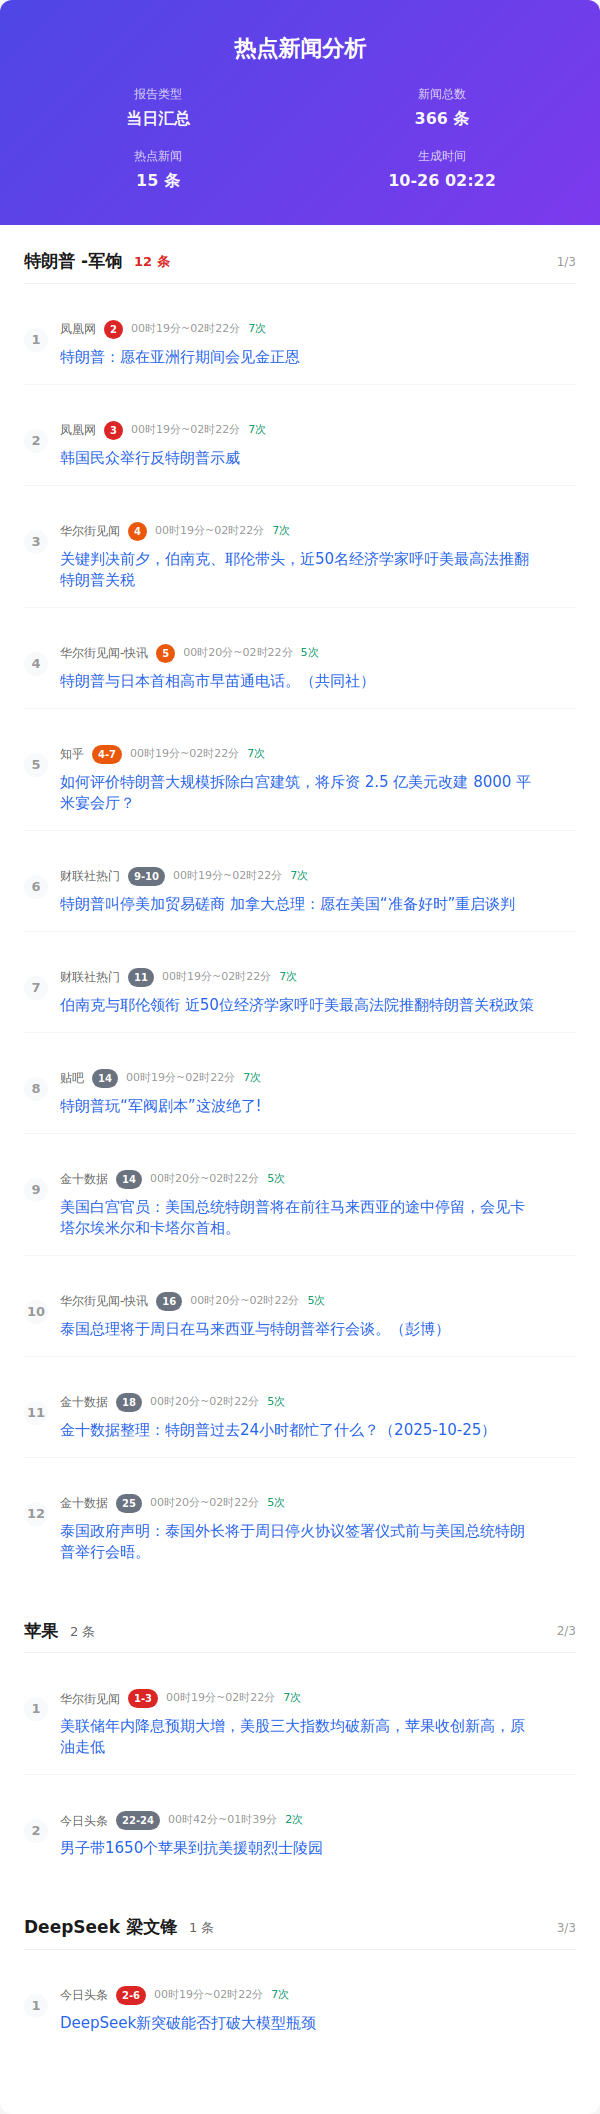 热点新闻分析
报告类型
当日汇总
新闻总数
366 条
热点新闻
15 条
生成时间
10-26 02:22
特朗普 -军饷 12 条 1/3
1 凤凰网 2 00时19分~02时22分 7次
特朗普：愿在亚洲行期间会见金正恩
2 凤凰网 3 00时19分~02时22分 7次
韩国民众举行反特朗普示威
3 华尔街见闻 4 00时19分~02时22分 7次
关键判决前夕，伯南克、耶伦带头，近50名经济学家呼吁美最高法推翻
特朗普关税
4 华尔街见闻-快讯 5 00时20分~02时22分 5次
特朗普与日本首相高市早苗通电话。（共同社）
5 知乎 4-7 00时19分~02时22分 7次
如何评价特朗普大规模拆除白宫建筑，将斥资 2.5 亿美元改建 8000 平
米宴会厅？
6 财联社热门 9-10 00时19分~02时22分 7次
特朗普叫停美加贸易磋商 加拿大总理：愿在美国“准备好时”重启谈判
7 财联社热门 11 00时19分~02时22分 7次
伯南克与耶伦领衔 近50位经济学家呼吁美最高法院推翻特朗普关税政策
8 贴吧 14 00时19分~02时22分 7次
特朗普玩“军阀剧本”这波绝了!
9 金十数据 14 00时20分~02时22分 5次
美国白宫官员：美国总统特朗普将在前往马来西亚的途中停留，会见卡
塔尔埃米尔和卡塔尔首相。
10 华尔街见闻-快讯 16 00时20分~02时22分 5次
泰国总理将于周日在马来西亚与特朗普举行会谈。（彭博）
11 金十数据 18 00时20分~02时22分 5次
金十数据整理：特朗普过去24小时都忙了什么？（2025-10-25）
12 金十数据 25 00时20分~02时22分 5次
泰国政府声明：泰国外长将于周日停火协议签署仪式前与美国总统特朗
普举行会晤。
苹果 2 条 2/3
1 华尔街见闻 1-3 00时19分~02时22分 7次
美联储年内降息预期大增，美股三大指数均破新高，苹果收创新高，原
油走低
2 今日头条 22-24 00时42分~01时39分 2次
男子带1650个苹果到抗美援朝烈士陵园
DeepSeek 梁文锋 1 条 3/3
1 今日头条 2-6 00时19分~02时22分 7次
DeepSeek新突破能否打破大模型瓶颈